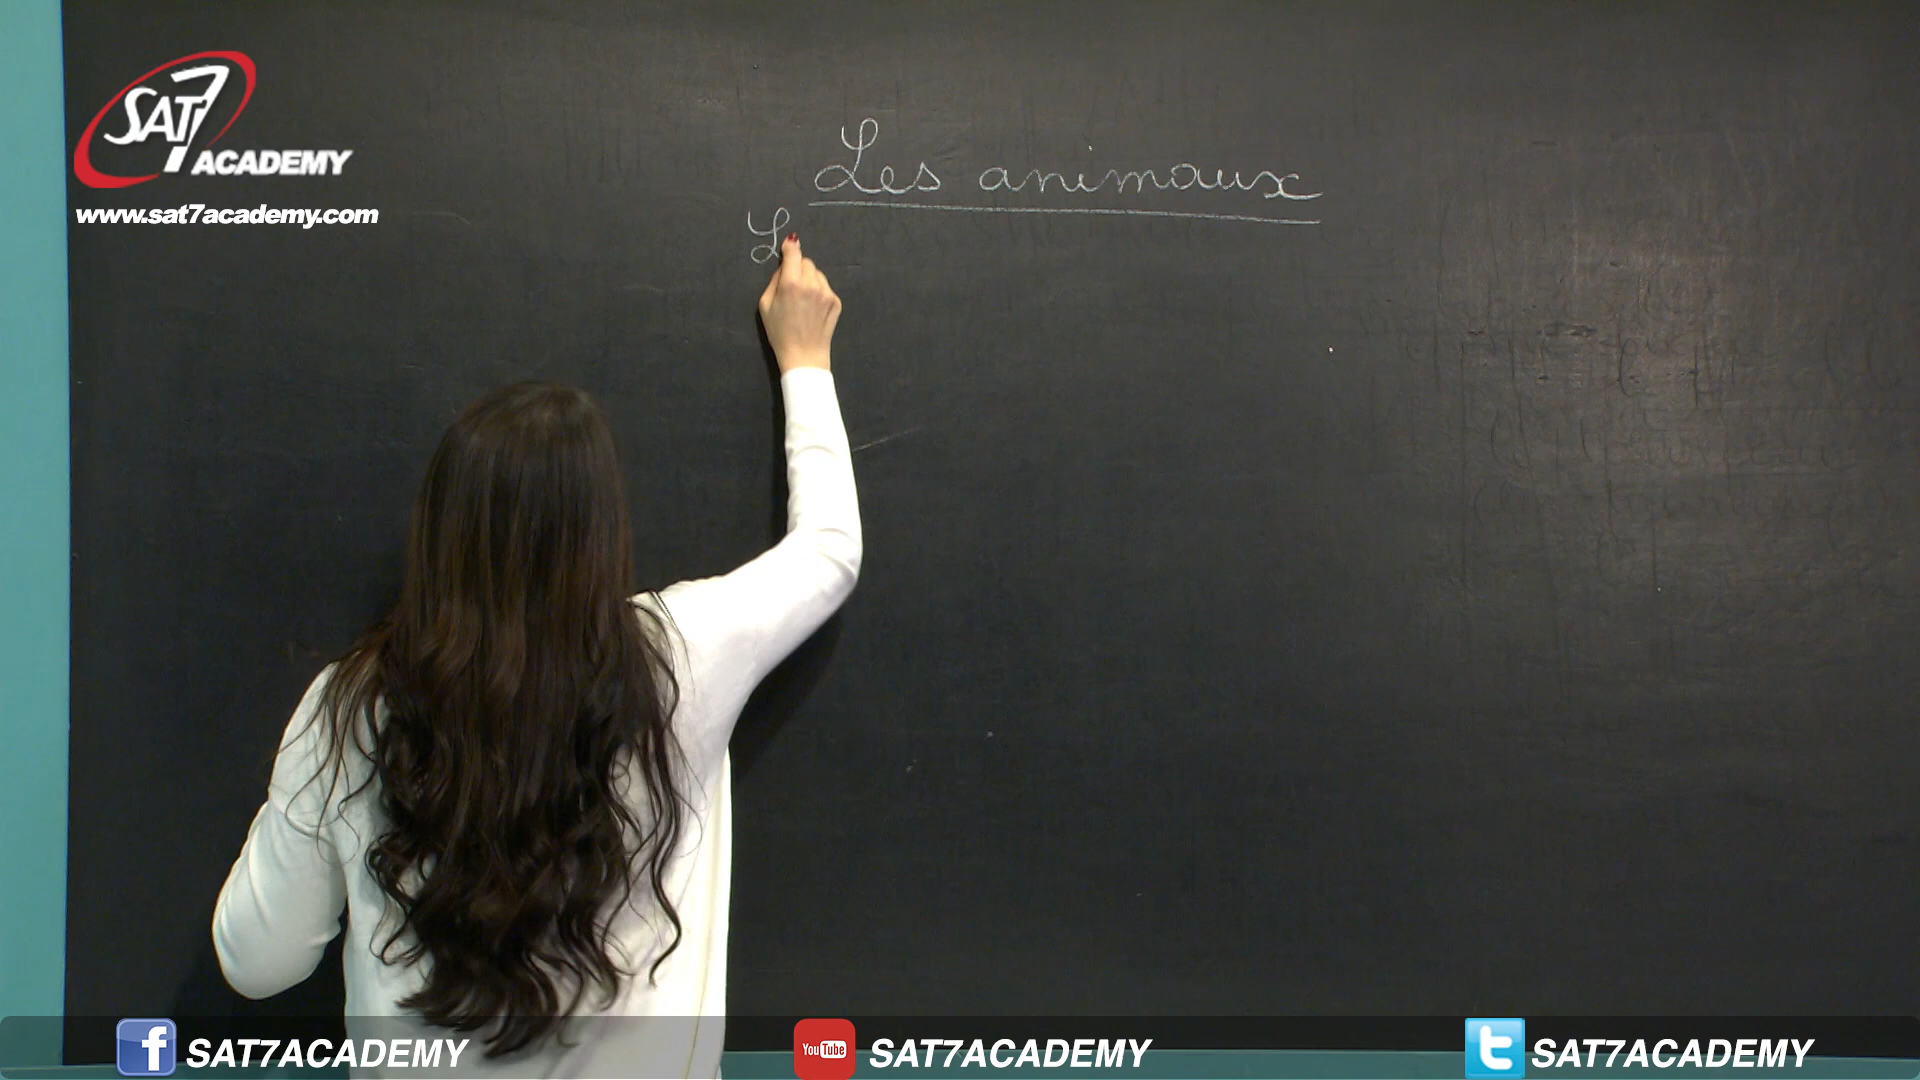 SAT7
ACADEMY
www.sat7academy.com
Les animaux
L
f SAT7ACADEMY
You Tube SAT7ACADEMY
t SAT7ACADEMY